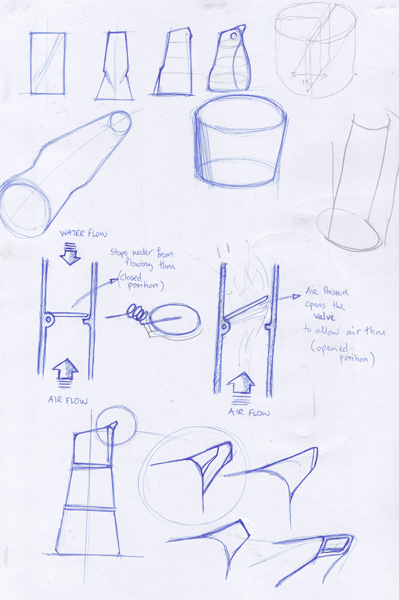 WATER FLOW
Stops water from
flowing thru
(closed
position)
AIR PRESSURE
opens the
valve
to allow air thru
(opened-
position)
AIR FLOW
AIR FLOW